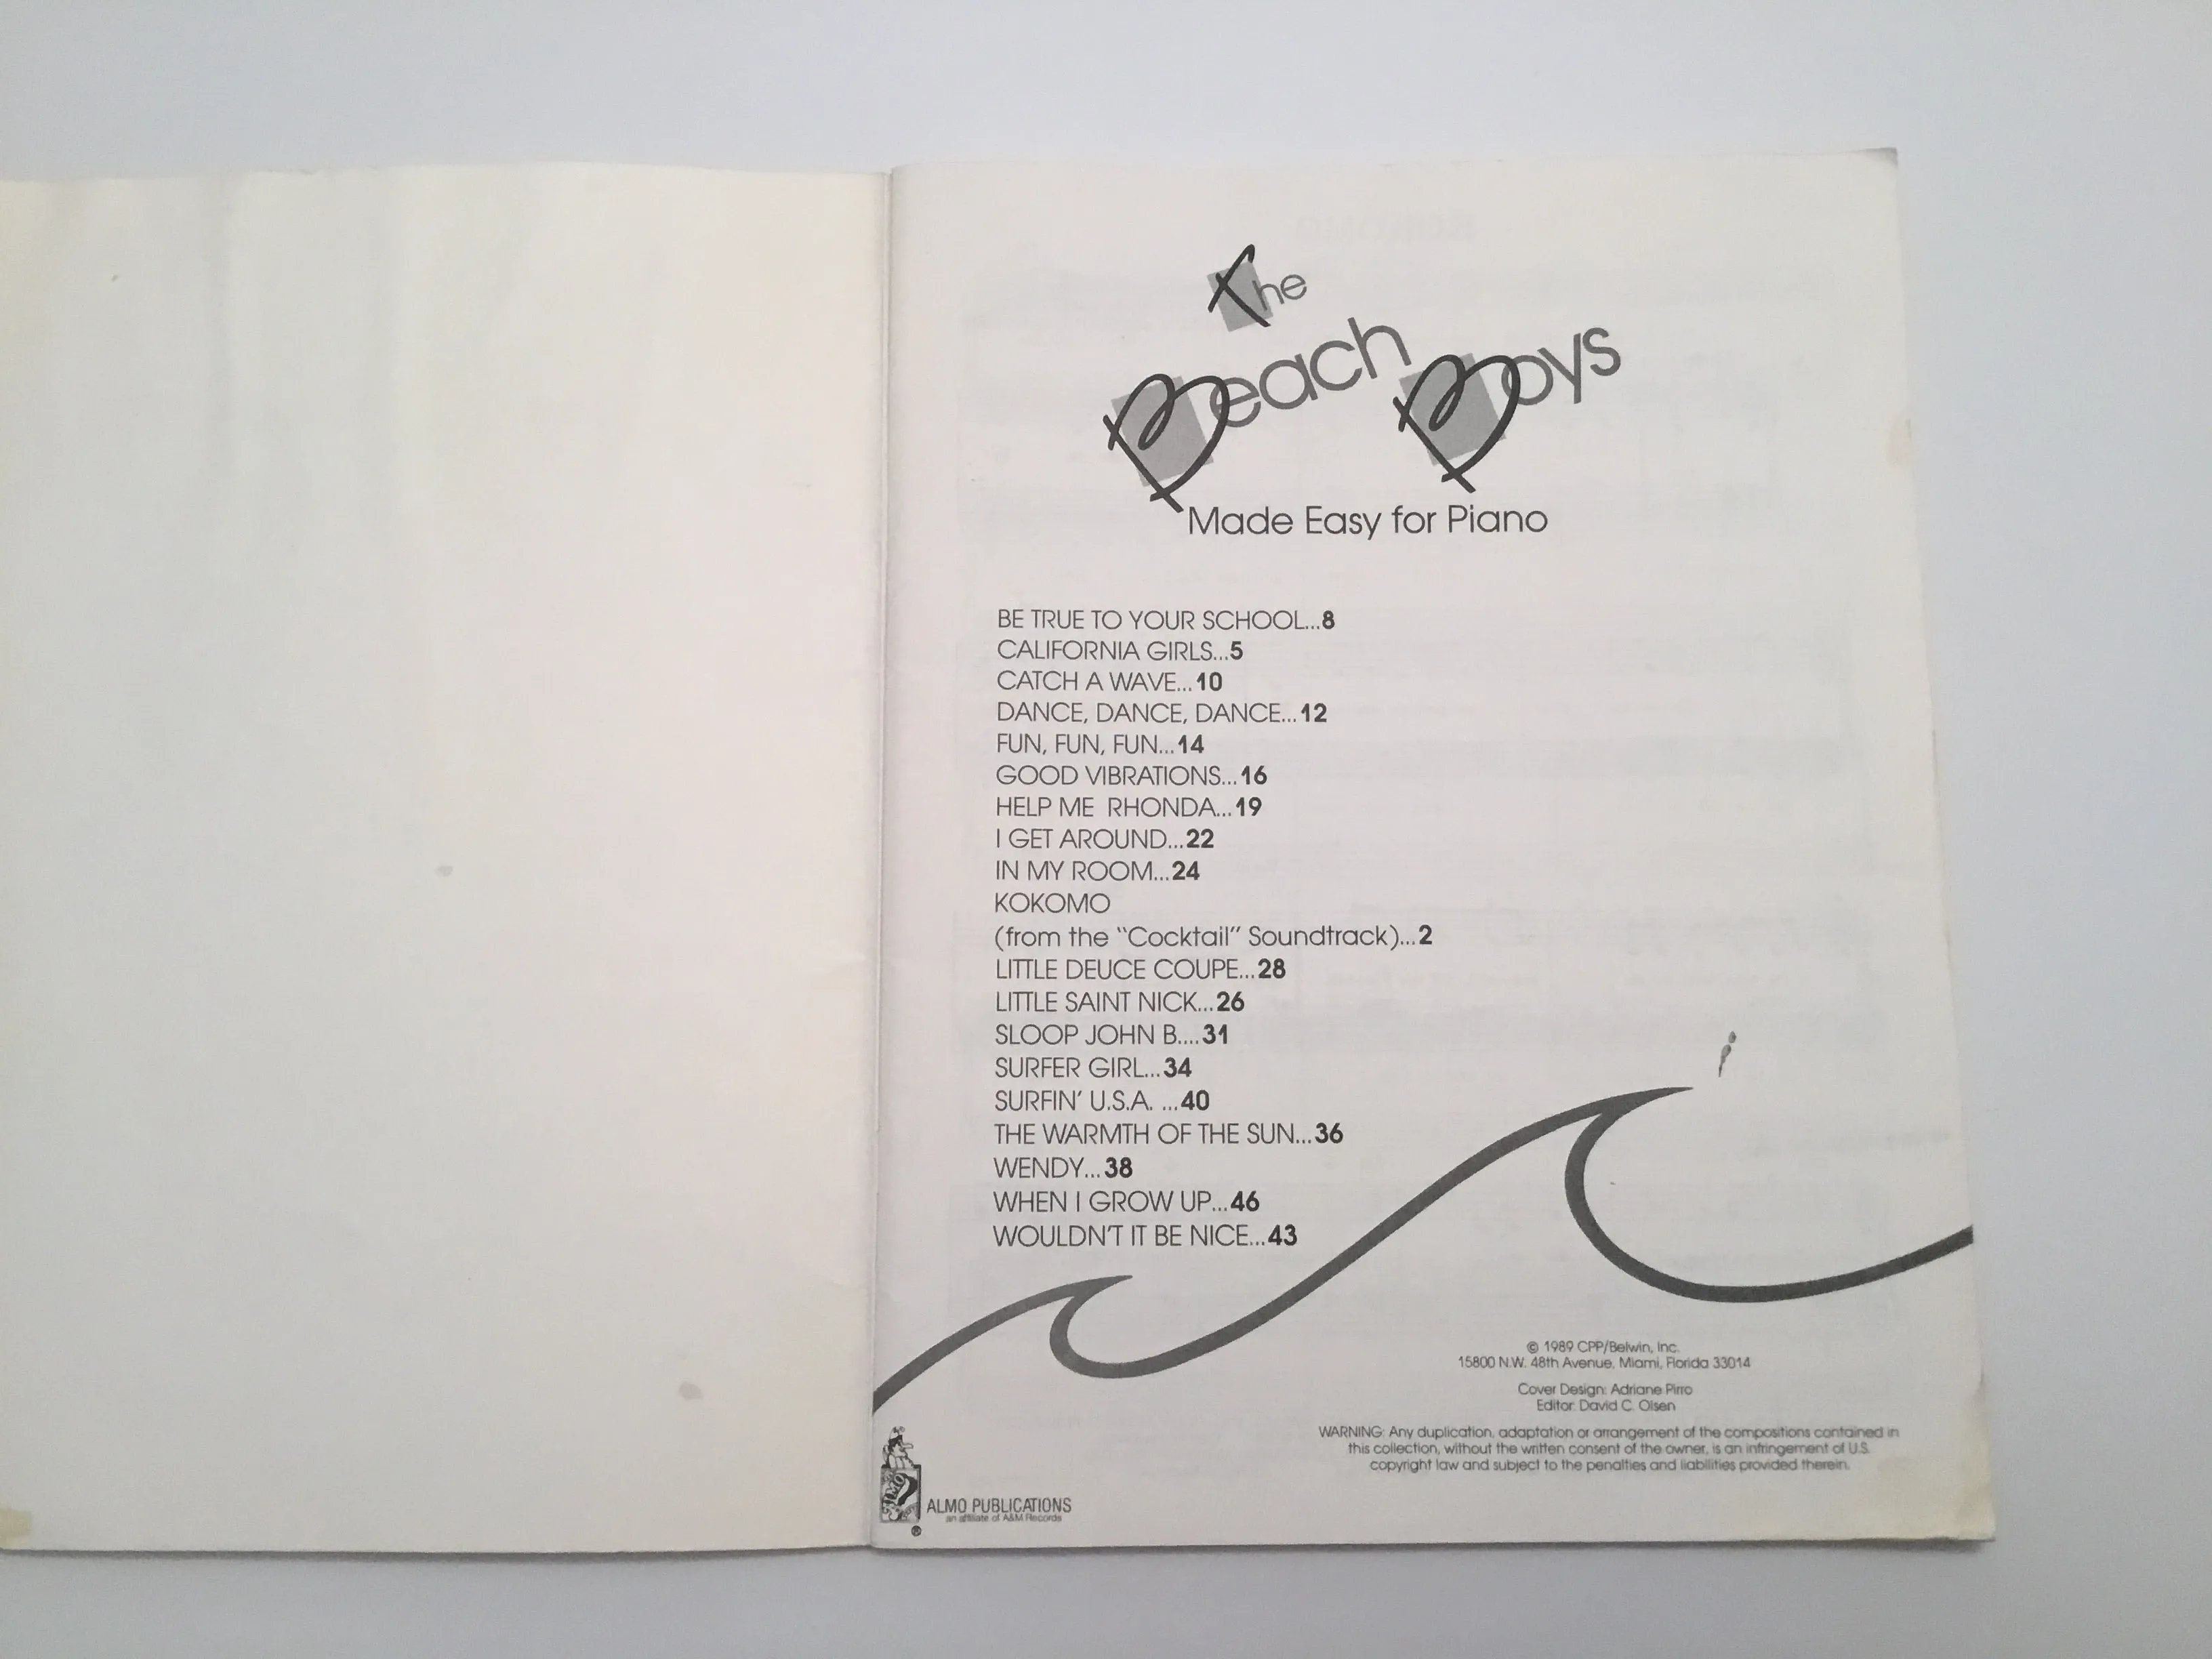 The
Beach Boys
Made Easy for Piano
BE TRUE TO YOUR SCHOOL...8
CALIFORNIA GIRLS...5
CATCH A WAVE...10
DANCE, DANCE, DANCE...12
FUN, FUN, FUN...14
GOOD VIBRATIONS...16
HELP ME RHONDA...19
I GET AROUND...22
IN MY ROOM...24
KOKOMO
(from the "Cocktail" Soundtrack)...2
LITTLE DEUCE COUPE...28
LITTLE SAINT NICK...26
SLOOP JOHN B....31
SURFER GIRL...34
SURFIN' U.S.A. ...40
THE WARMTH OF THE SUN...36
WENDY...38
WHEN I GROW UP...46
WOULDN'T IT BE NICE...43
© 1989 CPP/Belwin, Inc.
15800 N.W. 48th Avenue, Miami, Florida 33014
Cover Design: Adriane Pirro
Editor: David C. Olsen
WARNING: Any duplication, adaptation or arrangement of the compositions contained in
this collection, without the written consent of the owner, is an infringement of U.S.
copyright law and subject to the penalties and liabilities provided therein.
ALMO
ALMO PUBLICATIONS
an affiliate of A&M Records
®